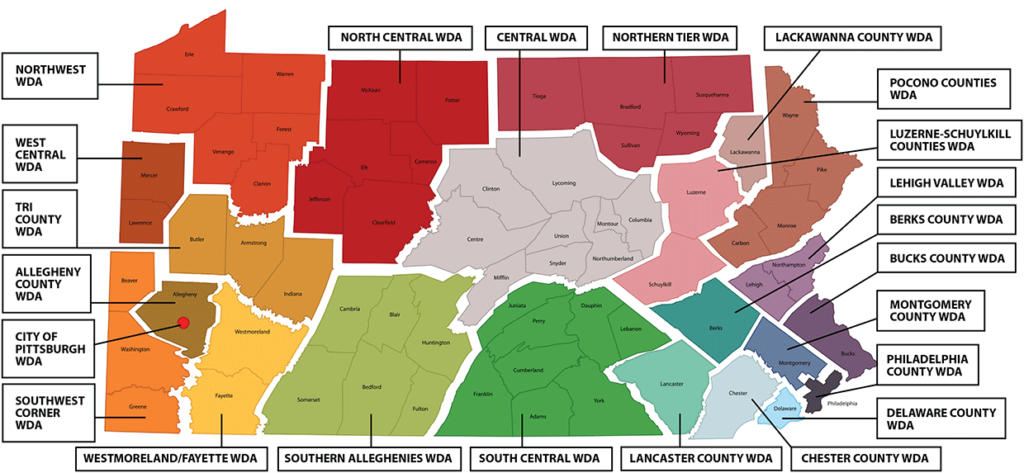 NORTH CENTRAL WDA
CENTRAL WDA
NORTHERN TIER WDA
LACKAWANNA COUNTY WDA
NORTHWEST
WDA
POCONO COUNTIES
WDA
WEST
CENTRAL
WDA
LUZERNE-SCHUYLKILL
COUNTIES WDA
LEHIGH VALLEY WDA
TRI
COUNTY
WDA
BERKS COUNTY WDA
BUCKS COUNTY WDA
ALLEGHENY
COUNTY
WDA
MONTGOMERY
COUNTY WDA
CITY OF
PITTSBURGH
WDA
PHILADELPHIA
COUNTY WDA
SOUTHWEST
CORNER WDA
DELAWARE COUNTY
WDA
WESTMORELAND/FAYETTE WDA
SOUTHERN ALLEGHENIES WDA
SOUTH CENTRAL WDA
LANCASTER COUNTY WDA
CHESTER COUNTY WDA
Erie
Warren
Crawford
Forest
Venango
Clarion
Mercer
Lawrence
McKean
Potter
Elk
Cameron
Jefferson
Clearfield
Tioga
Bradford
Susquehanna
Sullivan
Wyoming
Lackawanna
Wayne
Pike
Monroe
Carbon
Luzerne
Schuylkill
Clinton
Lycoming
Centre
Union
Montour
Columbia
Snyder
Northumberland
Mifflin
Butler
Armstrong
Indiana
Beaver
Allegheny
Washington
Greene
Westmoreland
Fayette
Cambria
Blair
Huntington
Somerset
Bedford
Fulton
Juniata
Perry
Dauphin
Lebanon
Cumberland
Franklin
Adams
York
Northampton
Lehigh
Berks
Bucks
Montgomery
Lancaster
Chester
Delaware
Philadelphia